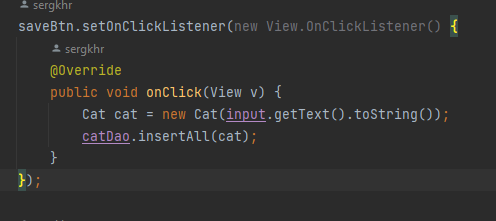 sergkhr
saveBtn.setOnClickListener(new View.OnClickListener() {
sergkhr
@Override
public void onClick(View v) {
Cat cat = new Cat(input.getText().toString());
catDao.insertAll(cat);
}
});